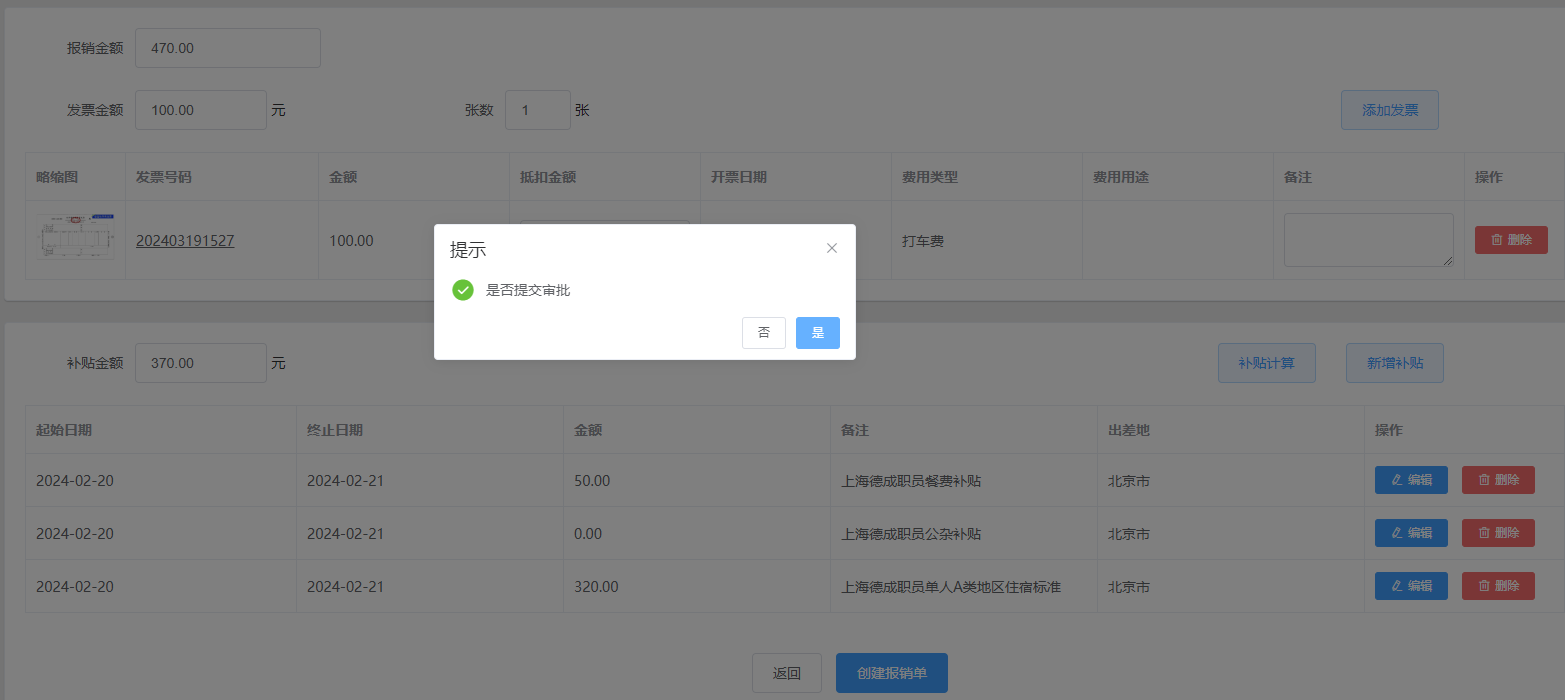 报销金额 470.00
发票金额 100.00 元 张数 1 张 添加发票
略缩图 发票号码 金额 抵扣金额 开票日期 费用类型 费用用途 备注 操作
202403191527 100.00 打车费 删除
提示
是否提交审批
否 是
补贴金额 370.00 元 补贴计算 新增补贴
起始日期 终止日期 金额 备注 出差地 操作
2024-02-20 2024-02-21 50.00 上海德成职员餐费补贴 北京市 编辑 删除
2024-02-20 2024-02-21 0.00 上海德成职员公杂补贴 北京市 编辑 删除
2024-02-20 2024-02-21 320.00 上海德成职员单人A类地区住宿标准 北京市 编辑 删除
返回 创建报销单